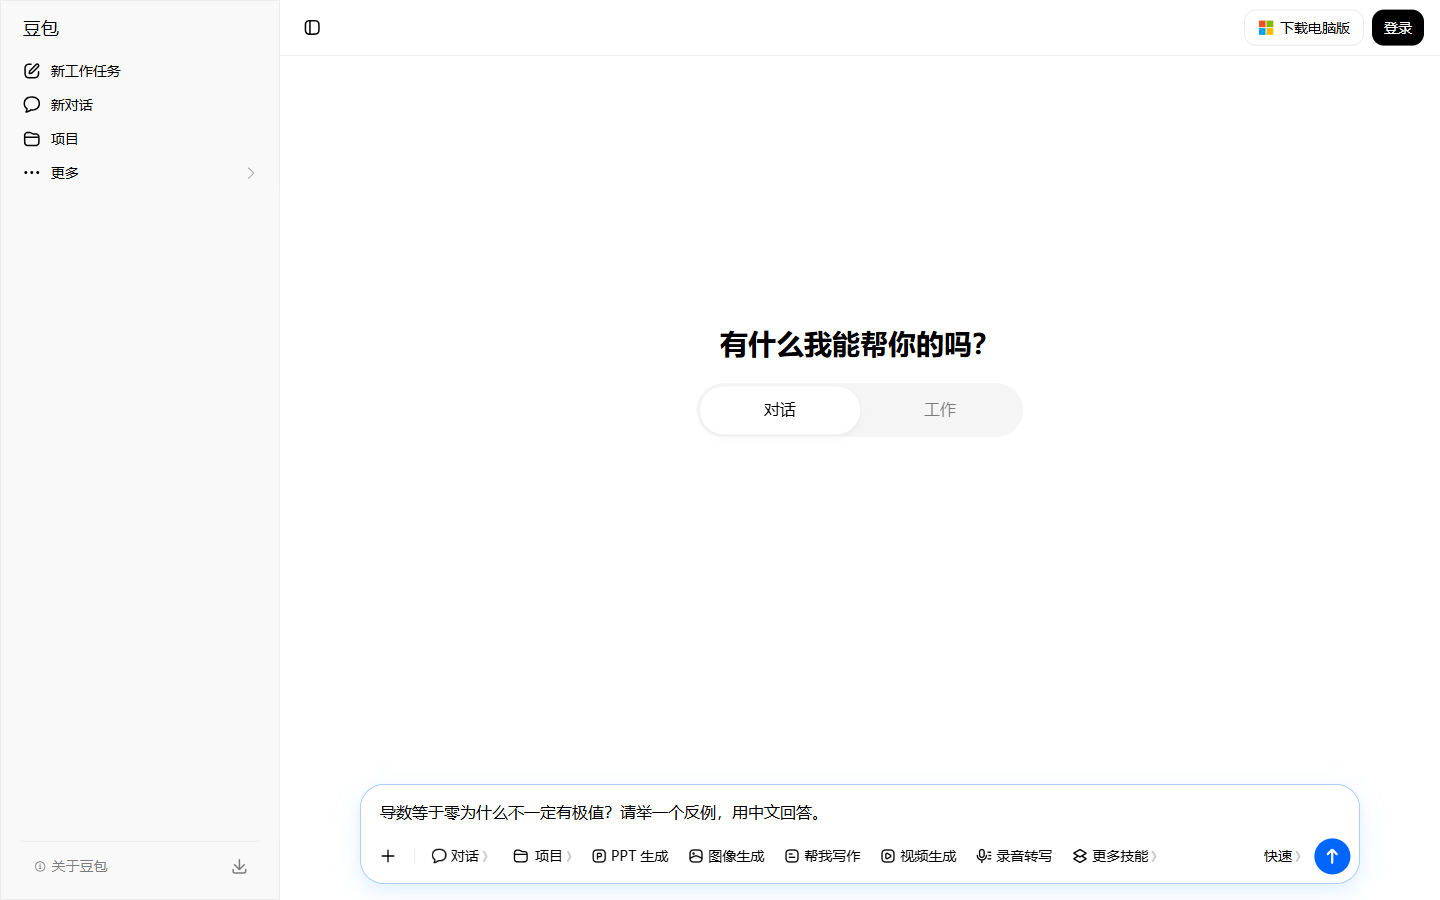 豆包
新工作任务
新对话
项目
更多
关于豆包
下载电脑版
登录
有什么我能帮你的吗？
对话
工作
导数等于零为什么不一定有极值？请举一个反例，用中文回答。
对话
项目
PPT 生成
图像生成
帮我写作
视频生成
录音转写
更多技能
快速